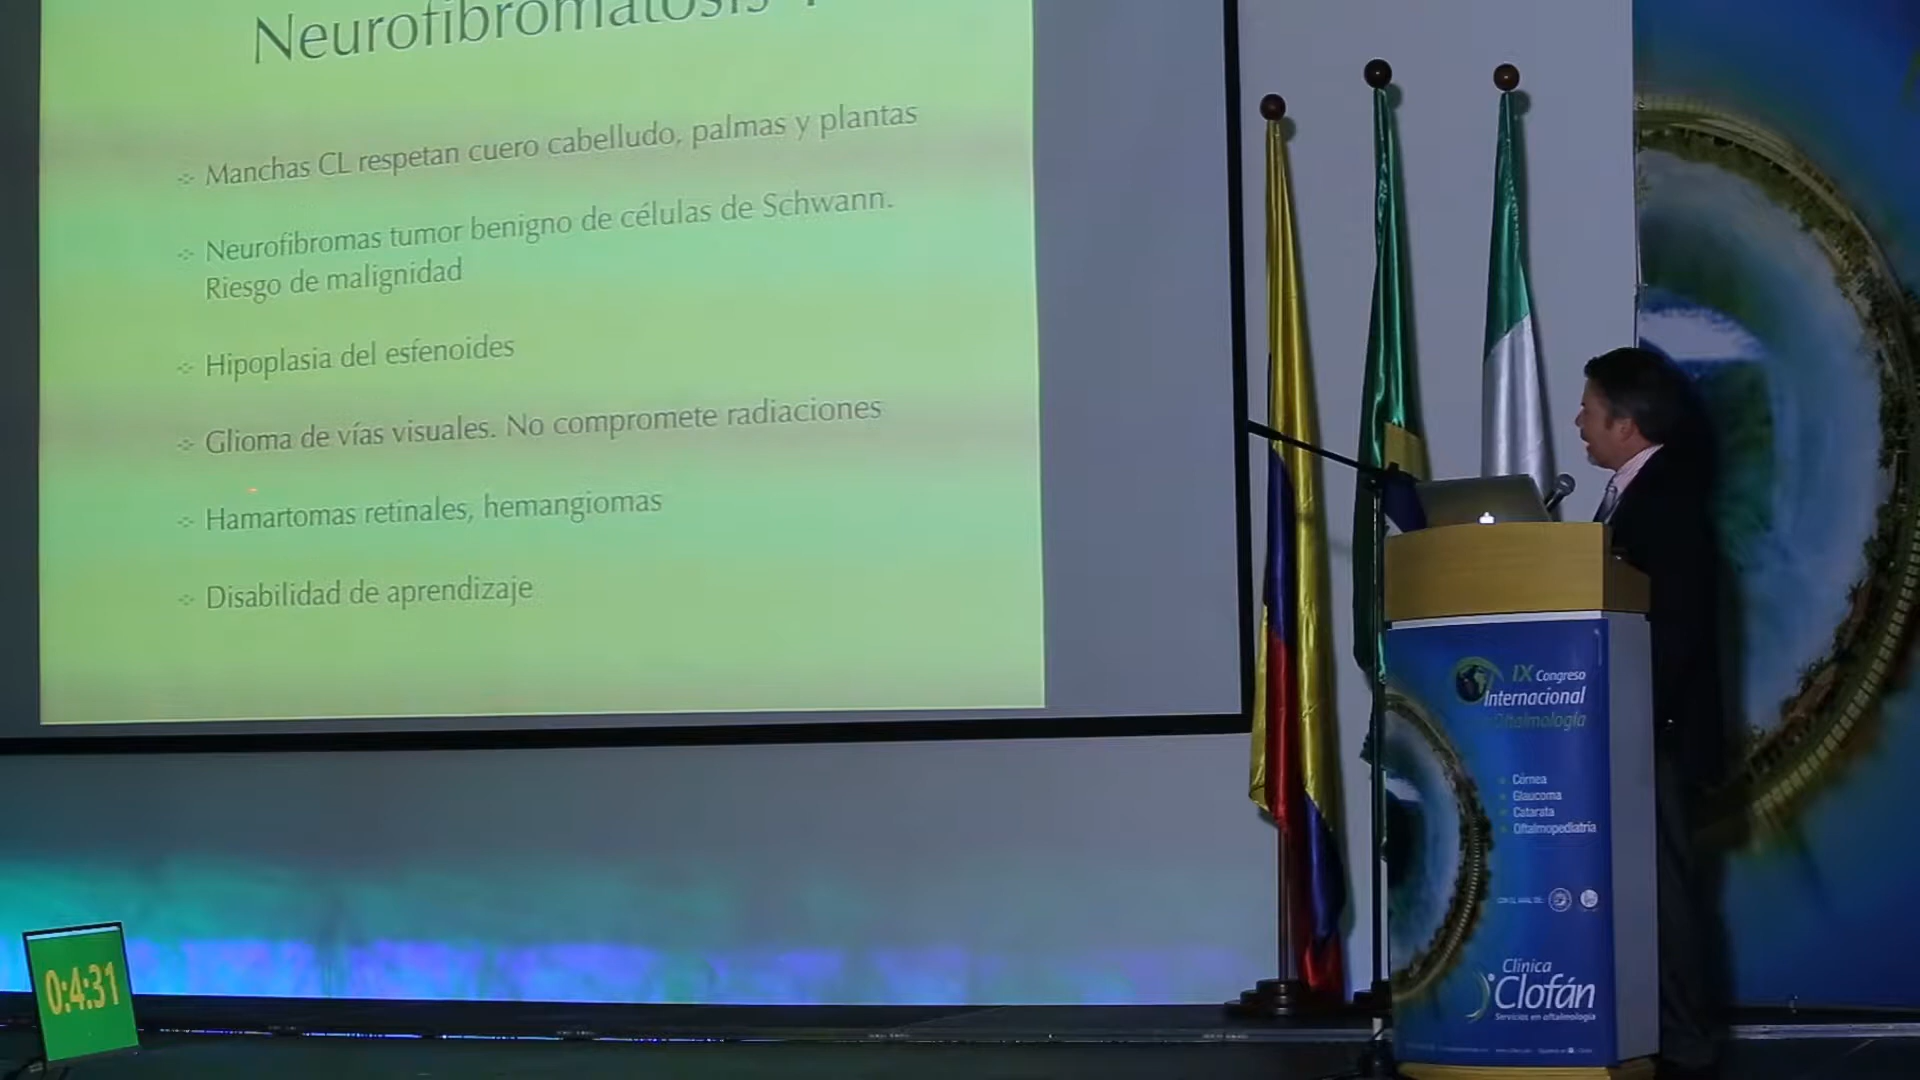 Neurofibromatosis
Manchas CL respetan cuero cabelludo, palmas y plantas
Neurofibromas tumor benigno de células de Schwann.
Riesgo de malignidad
Hipoplasia del esfenoides
Glioma de vías visuales. No compromete radiaciones
Hamartomas retinales, hemangiomas
Disabilidad de aprendizaje
0:4:31
IX Congreso
Internacional
Oftalmología
Córnea
Glaucoma
Catarata
Oftalmopediatría
Clínica
Clofán
Servicios en oftalmología